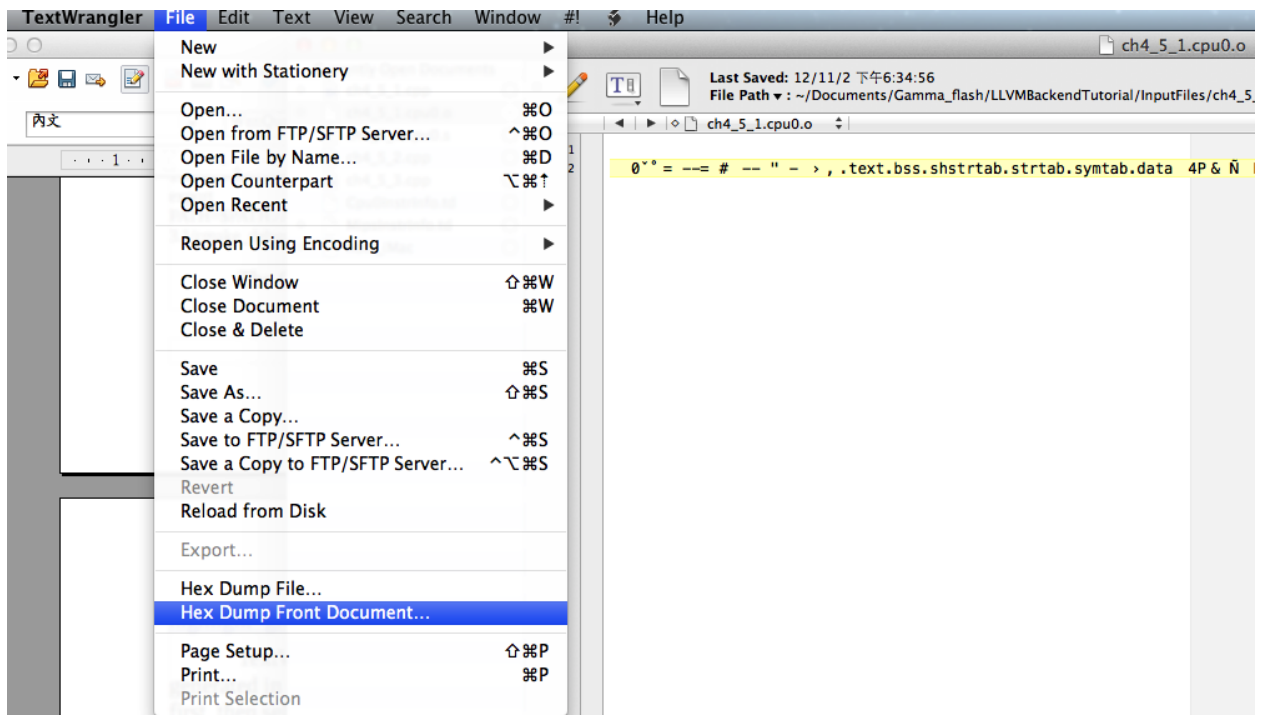 TextWrangler File Edit Text View Search Window #! Help
ch4_5_1.cpu0.o
Last Saved: 12/11/2 下午6:34:56
File Path ▾ : ~/Documents/Gamma_flash/LLVMBackendTutorial/InputFiles/ch4_5_
ch4_5_1.cpu0.o
內文
1
1
2
0ˇ° = --= # -- " - › , .text.bss.shstrtab.strtab.symtab.data 4P & Ñ
New ▶
New with Stationery ▶
Open... ⌘O
Open from FTP/SFTP Server... ^⌘O
Open File by Name... ⌘D
Open Counterpart ⌥⌘↑
Open Recent ▶
Reopen Using Encoding ▶
Close Window ⇧⌘W
Close Document ⌘W
Close & Delete
Save ⌘S
Save As... ⇧⌘S
Save a Copy...
Save to FTP/SFTP Server... ^⌘S
Save a Copy to FTP/SFTP Server... ^⌥⌘S
Revert
Reload from Disk
Export...
Hex Dump File...
Hex Dump Front Document...
Page Setup... ⇧⌘P
Print... ⌘P
Print Selection